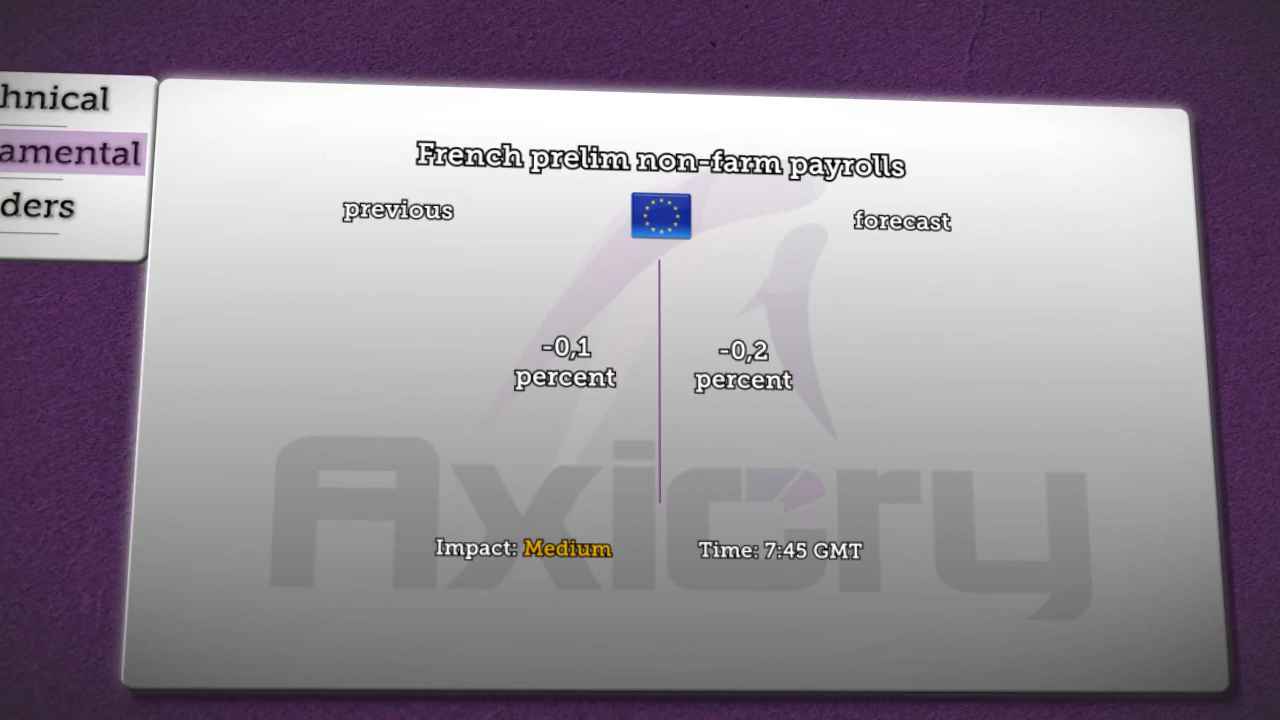 hnical
amental
ders
French prelim non-farm payrolls
previous
forecast
-0,1
percent
-0,2
percent
Axiory
Impact: Medium
Time: 7:45 GMT